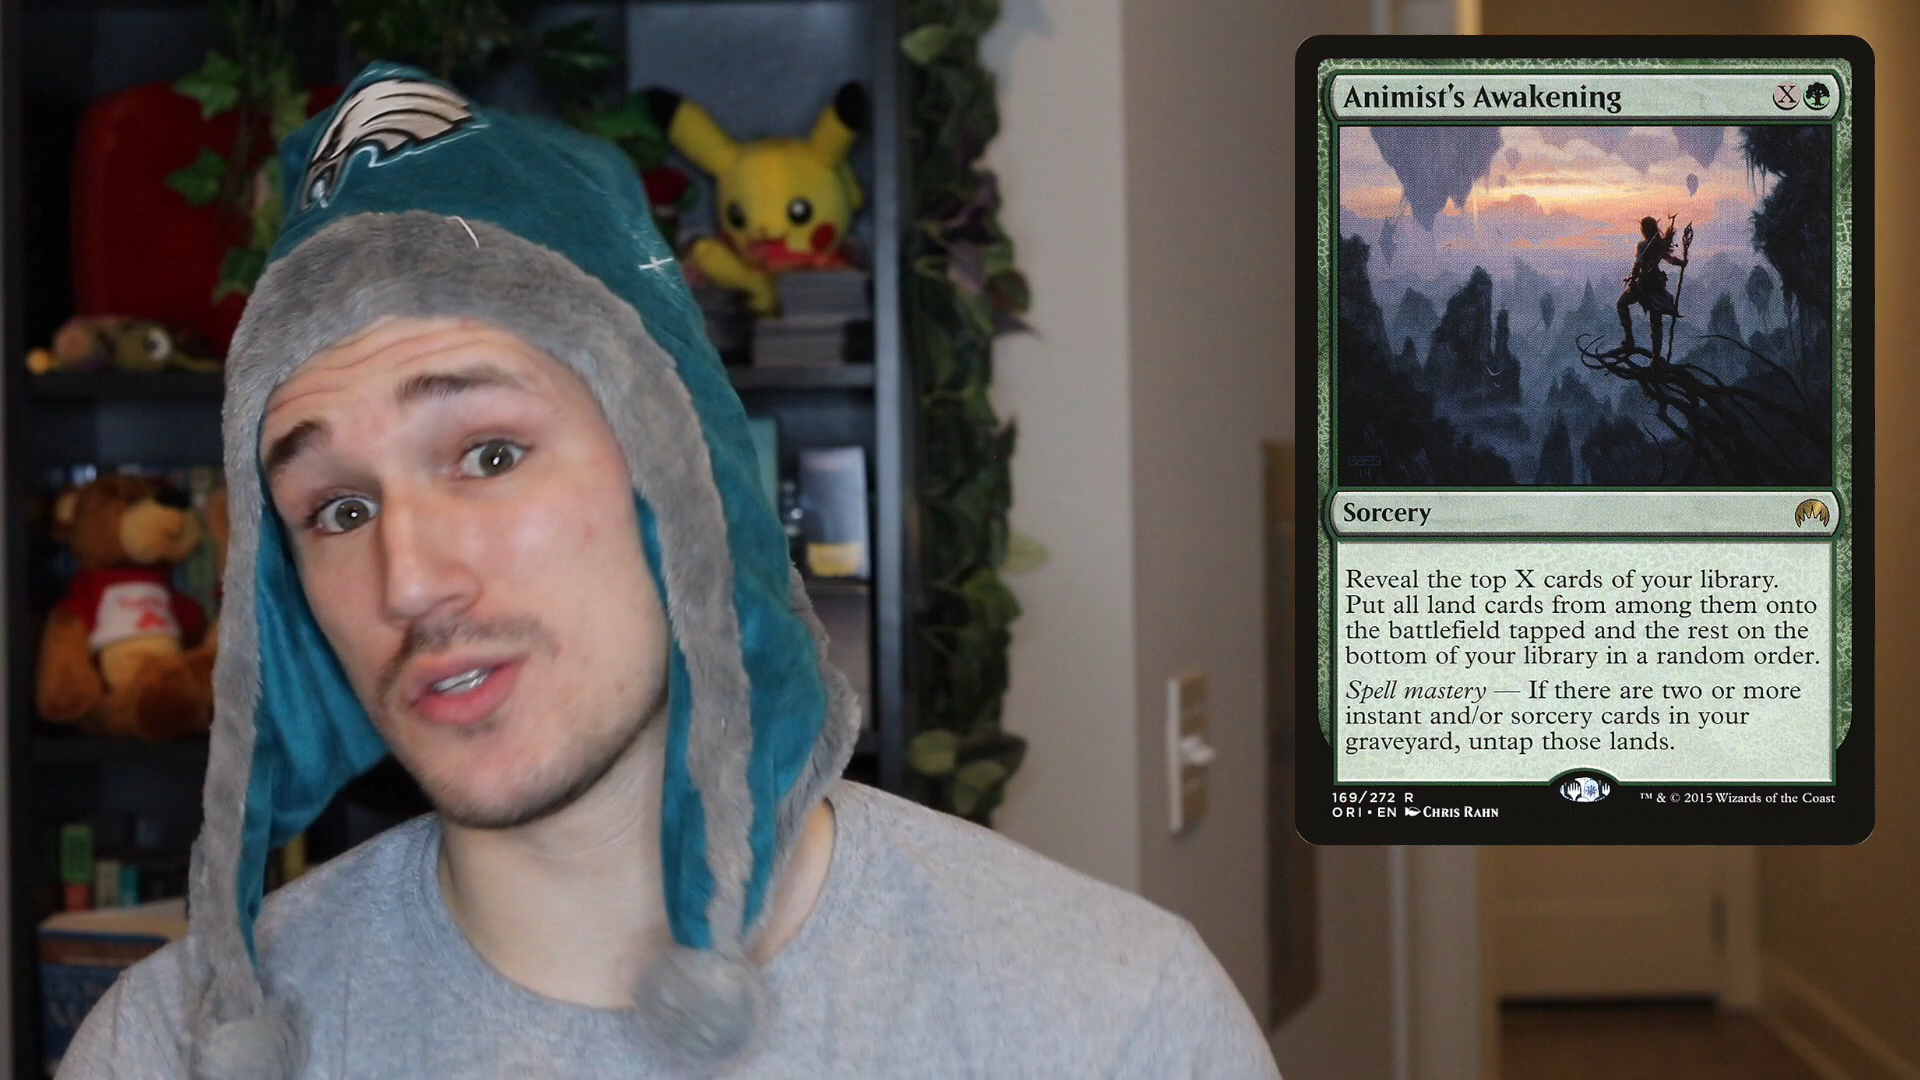 Animist's Awakening X
Sorcery
Reveal the top X cards of your library.
Put all land cards from among them onto
the battlefield tapped and the rest on the
bottom of your library in a random order.
Spell mastery — If there are two or more
instant and/or sorcery cards in your
graveyard, untap those lands.
169/272 R
ORI • EN CHRIS RAHN
™ & © 2015 Wizards of the Coast